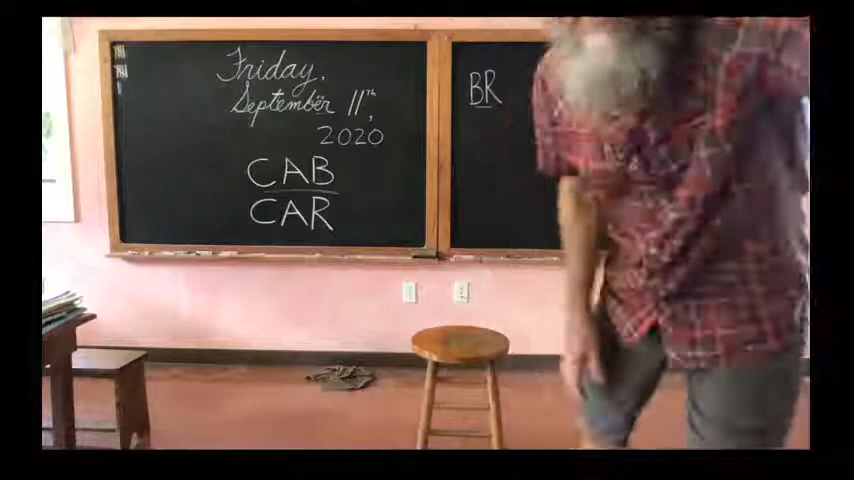 Friday,
September 11TH,
2020
CAB
CAR
BR